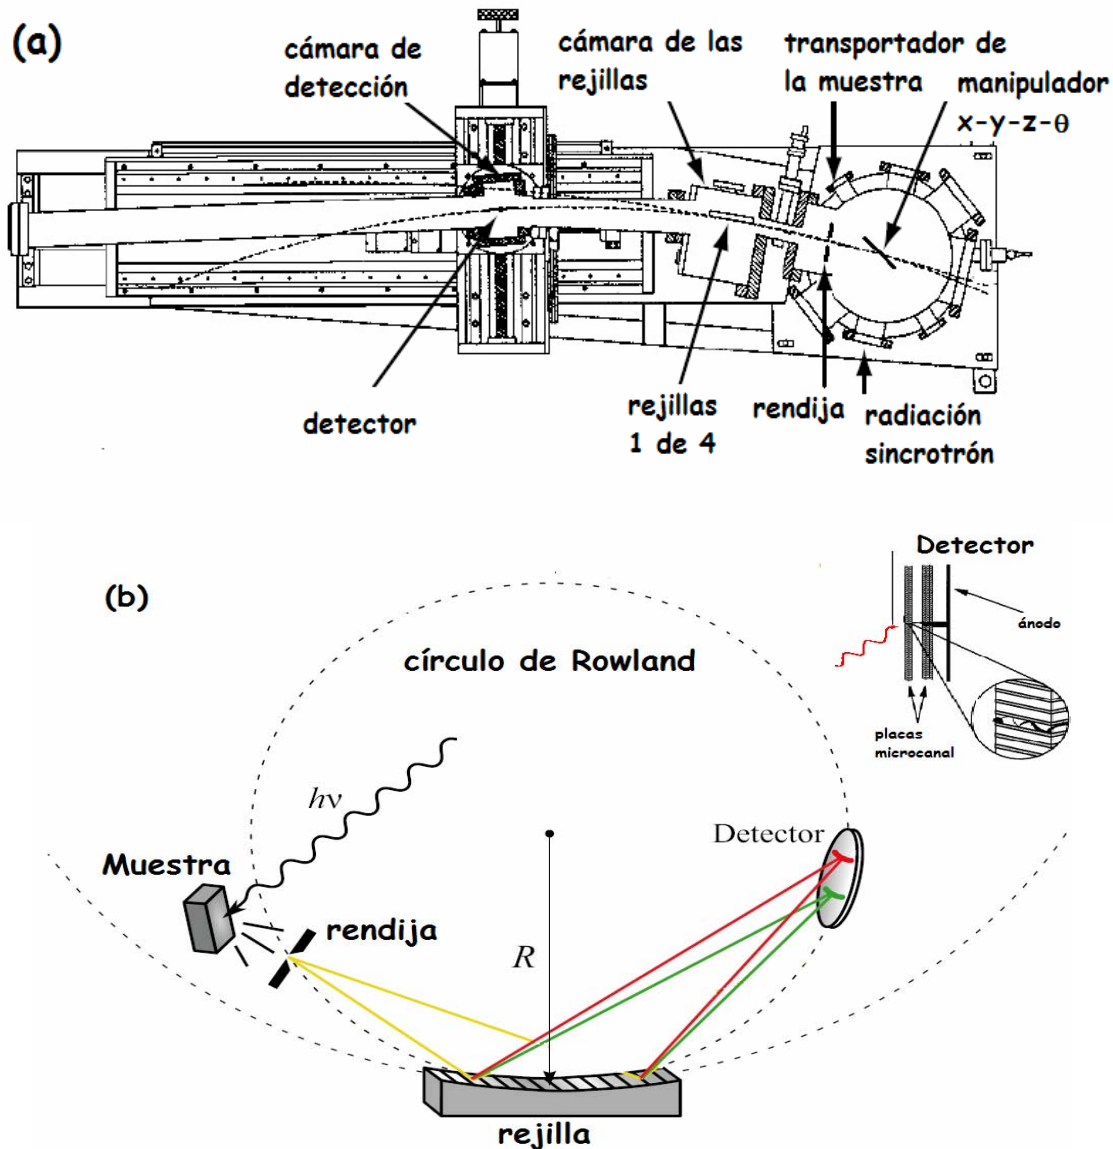 (a)
cámara de
detección
cámara de las
rejillas
transportador de
la muestra
manipulador
x-y-z-θ
detector
rejillas
1 de 4
rendija
radiación
sincrotrón
(b)
Detector
ánodo
placas
microcanal
círculo de Rowland
hν
Muestra
rendija
Detector
R
rejilla